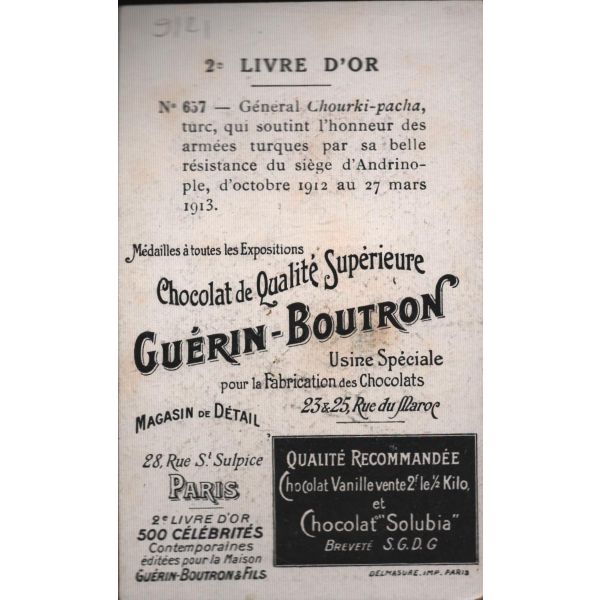 2e LIVRE D'OR
No 657 — Général Chourki-pacha,
turc, qui soutint l'honneur des
armées turques par sa belle
résistance du siège d'Andrino-
ple, d'octobre 1912 au 27 mars
1913.
Médailles à toutes les Expositions
Chocolat de Qualité Supérieure
GUÉRIN-BOUTRON
Usine Spéciale
pour la Fabrication des Chocolats
23 & 25, Rue du Maroc
MAGASIN DE DÉTAIL
28, Rue St Sulpice
PARIS
2e LIVRE D'OR
500 CÉLÉBRITÉS
Contemporaines
éditées pour la Maison
GUÉRIN-BOUTRON & FILS
QUALITÉ RECOMMANDÉE
Chocolat Vanille vente 2f le ½ Kilo,
et
Chocolat "Solubia"
BREVETÉ S.G.D.G
DELMASURE. IMP. PARIS